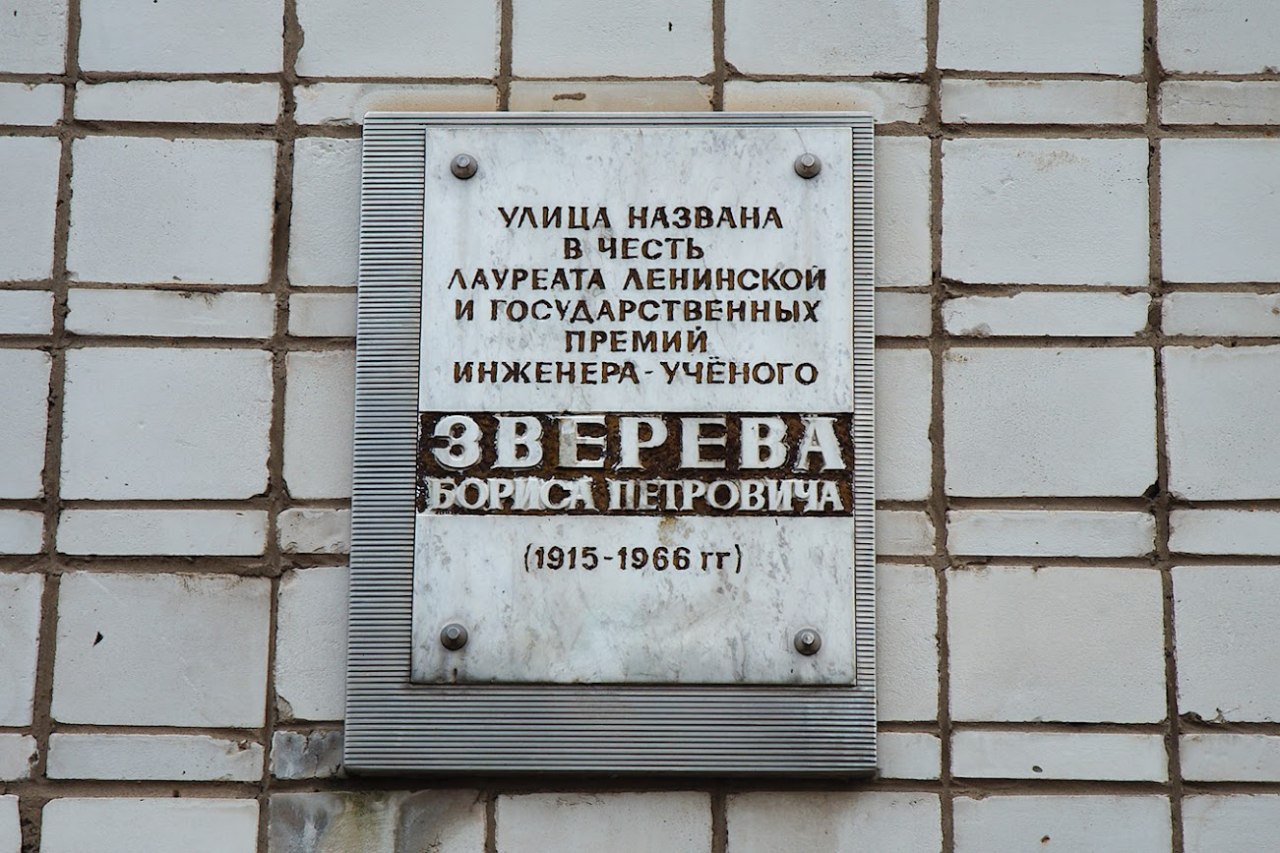 УЛИЦА НАЗВАНА
В ЧЕСТЬ
ЛАУРЕАТА ЛЕНИНСКОЙ
И ГОСУДАРСТВЕННЫХ
ПРЕМИЙ
ИНЖЕНЕРА-УЧЁНОГО
ЗВЕРЕВА
БОРИСА ПЕТРОВИЧА
(1915-1966 гг)